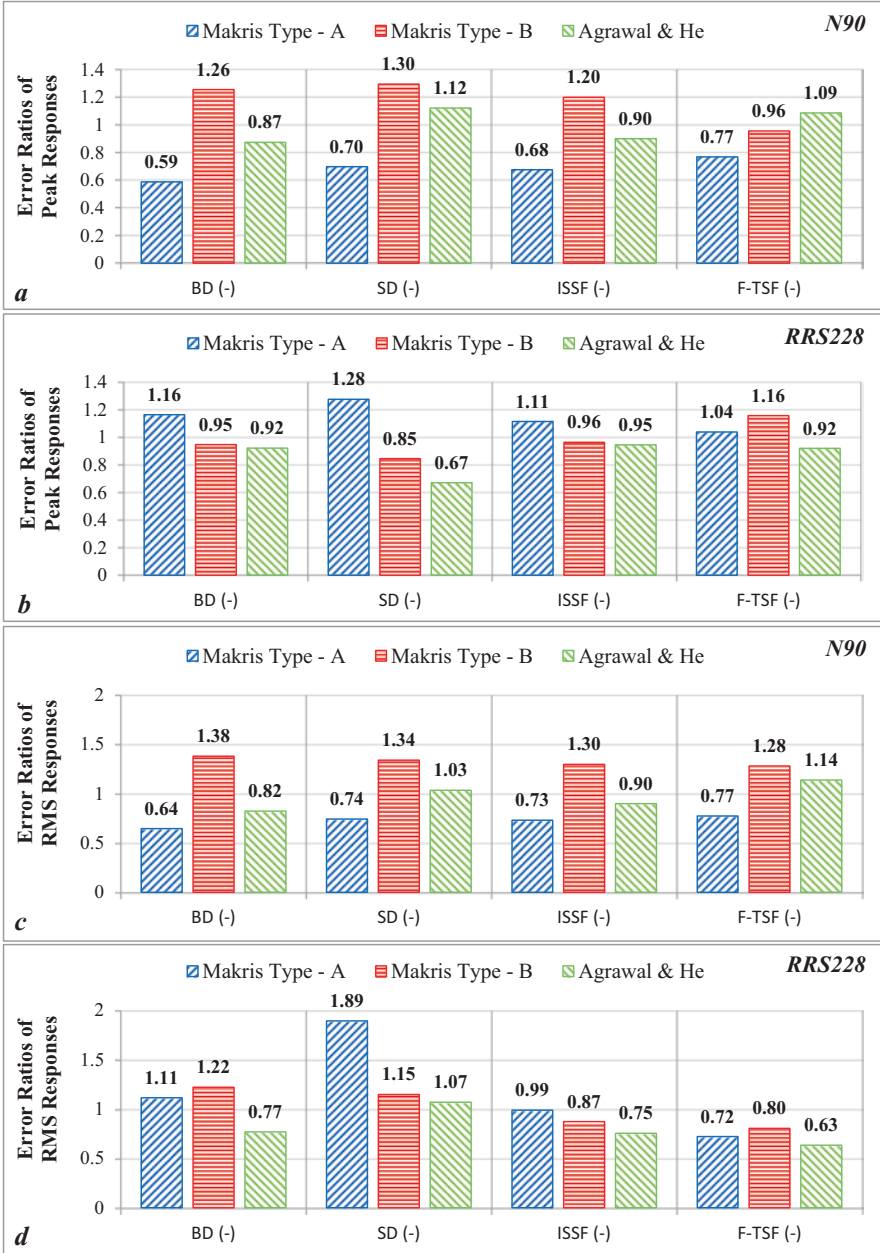 Makris Type - A Makris Type - B Agrawal & He N90
Error Ratios of
Peak Responses
1.4
1.2
1
0.8
0.6
0.4
0.2
0
0.59 1.26 0.87 0.70 1.30 1.12 0.68 1.20 0.90 0.77 0.96 1.09
BD (-) SD (-) ISSF (-) F-TSF (-)
a
Makris Type - A Makris Type - B Agrawal & He RRS228
Error Ratios of
Peak Responses
1.4
1.2
1
0.8
0.6
0.4
0.2
0
1.16 0.95 0.92 1.28 0.85 0.67 1.11 0.96 0.95 1.04 1.16 0.92
BD (-) SD (-) ISSF (-) F-TSF (-)
b
Makris Type - A Makris Type - B Agrawal & He N90
Error Ratios of
RMS Responses
2
1.5
1
0.5
0
0.64 1.38 0.82 0.74 1.34 1.03 0.73 1.30 0.90 0.77 1.28 1.14
BD (-) SD (-) ISSF (-) F-TSF (-)
c
Makris Type - A Makris Type - B Agrawal & He RRS228
Error Ratios of
RMS Responses
2
1.5
1
0.5
0
1.11 1.22 0.77 1.89 1.15 1.07 0.99 0.87 0.75 0.72 0.80 0.63
BD (-) SD (-) ISSF (-) F-TSF (-)
d